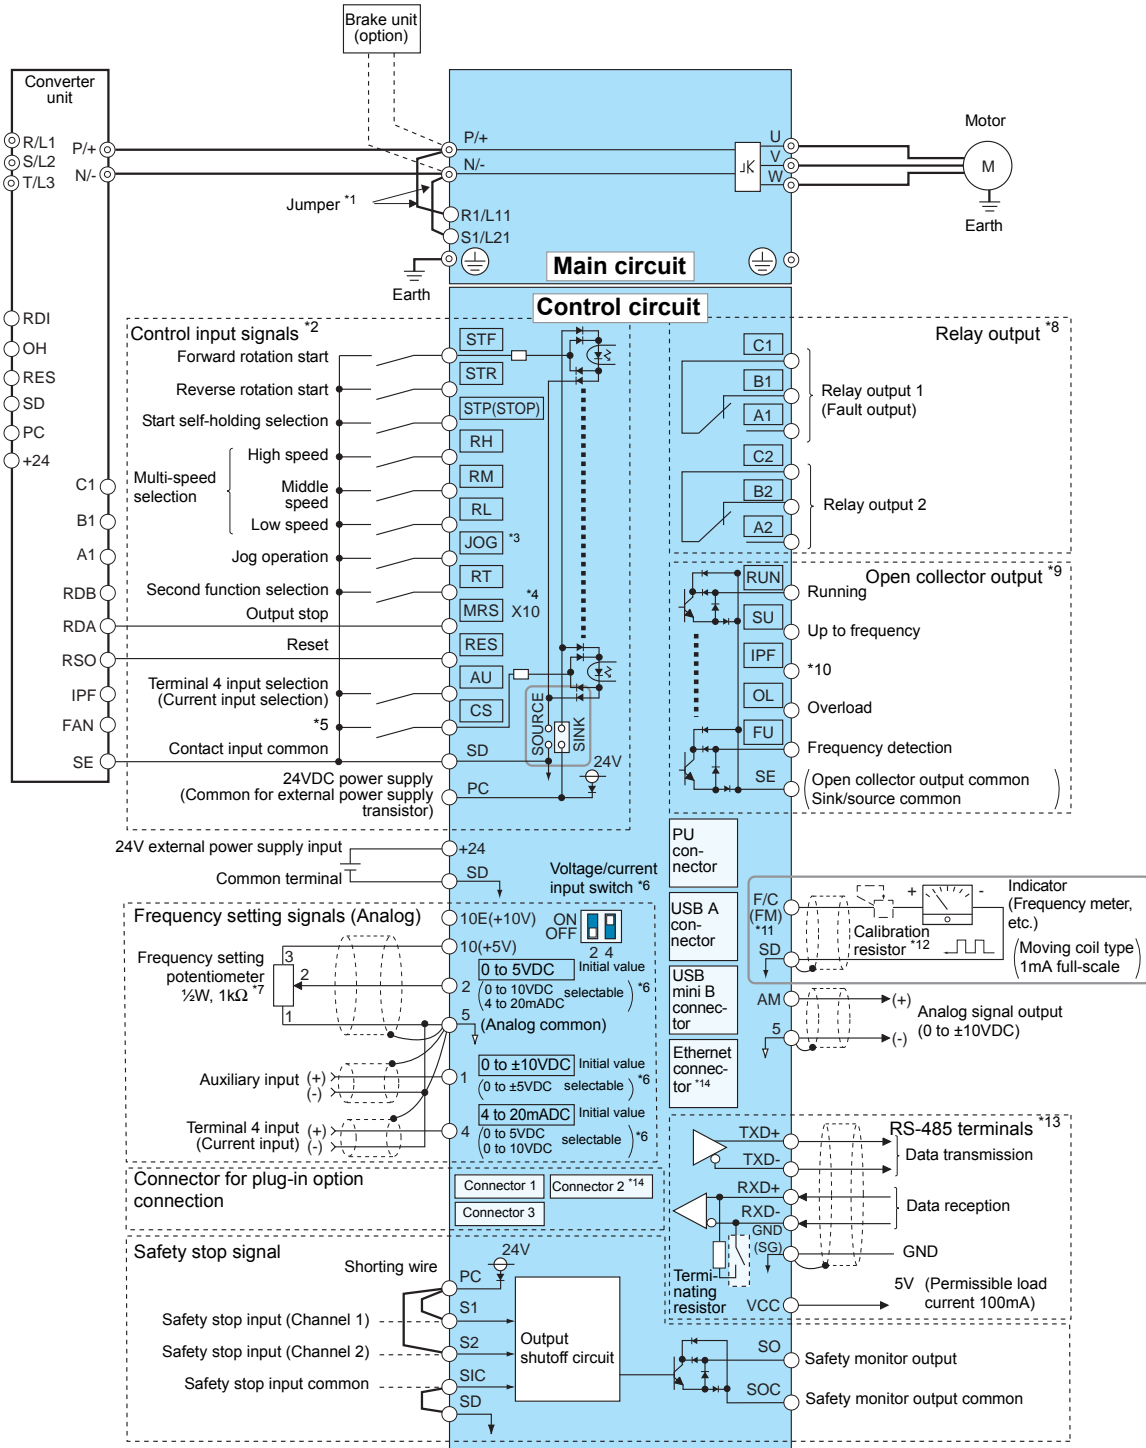 Brake unit
(option)
Converter
unit
R/L1
S/L2
T/L3
P/+
N/-
Jumper *1
P/+
N/-
R1/L11
S1/L21
Earth
Main circuit
U
V
W
Motor
M
Earth
RDI
OH
RES
SD
PC
+24
C1
B1
A1
RDB
RDA
RSO
IPF
FAN
SE
Control circuit
Control input signals *2
Forward rotation start
Reverse rotation start
Start self-holding selection
Multi-speed
selection
High speed
Middle
speed
Low speed
Jog operation
Second function selection
Output stop
Reset
Terminal 4 input selection
(Current input selection)
*5
Contact input common
24VDC power supply
(Common for external power supply
transistor)
STF
STR
STP(STOP)
RH
RM
RL
JOG *3
RT
MRS X10 *4
RES
AU
CS
SD
PC
SOURCE
SINK
24V
Relay output *8
C1
B1
A1
Relay output 1
(Fault output)
C2
B2
A2
Relay output 2
Open collector output *9
RUN
Running
SU
Up to frequency
IPF
*10
OL
Overload
FU
Frequency detection
SE
(Open collector output common
Sink/source common)
24V external power supply input
Common terminal
+24
SD
Voltage/current
input switch *6
ON
OFF
2 4
PU
con-
nector
USB A
con-
nector
USB
mini B
connec-
tor
Ethernet
connec-
tor *14
Frequency setting signals (Analog)
Frequency setting
potentiometer
½W, 1kΩ *7
3
2
1
10E(+10V)
10(+5V)
2
0 to 5VDC Initial value
(0 to 10VDC
4 to 20mADC selectable) *6
5
(Analog common)
Auxiliary input (+)
(-)
1
0 to ±10VDC Initial value
(0 to ±5VDC selectable) *6
Terminal 4 input (+)
(Current input) (-)
4
4 to 20mADC Initial value
(0 to 5VDC
0 to 10VDC selectable) *6
F/C
(FM)
*11
SD
+ -
Calibration
resistor *12
Indicator
(Frequency meter,
etc.)
(Moving coil type
1mA full-scale)
AM
5
(+)
(-)
Analog signal output
(0 to ±10VDC)
RS-485 terminals *13
TXD+
TXD-
Data transmission
RXD+
RXD-
Data reception
GND
(SG)
GND
Termi-
nating
resistor
VCC
5V (Permissible load
current 100mA)
Connector for plug-in option
connection
Connector 1
Connector 2 *14
Connector 3
Safety stop signal
Shorting wire
Safety stop input (Channel 1)
Safety stop input (Channel 2)
Safety stop input common
24V
PC
S1
S2
SIC
SD
Output
shutoff circuit
SO
SOC
Safety monitor output
Safety monitor output common